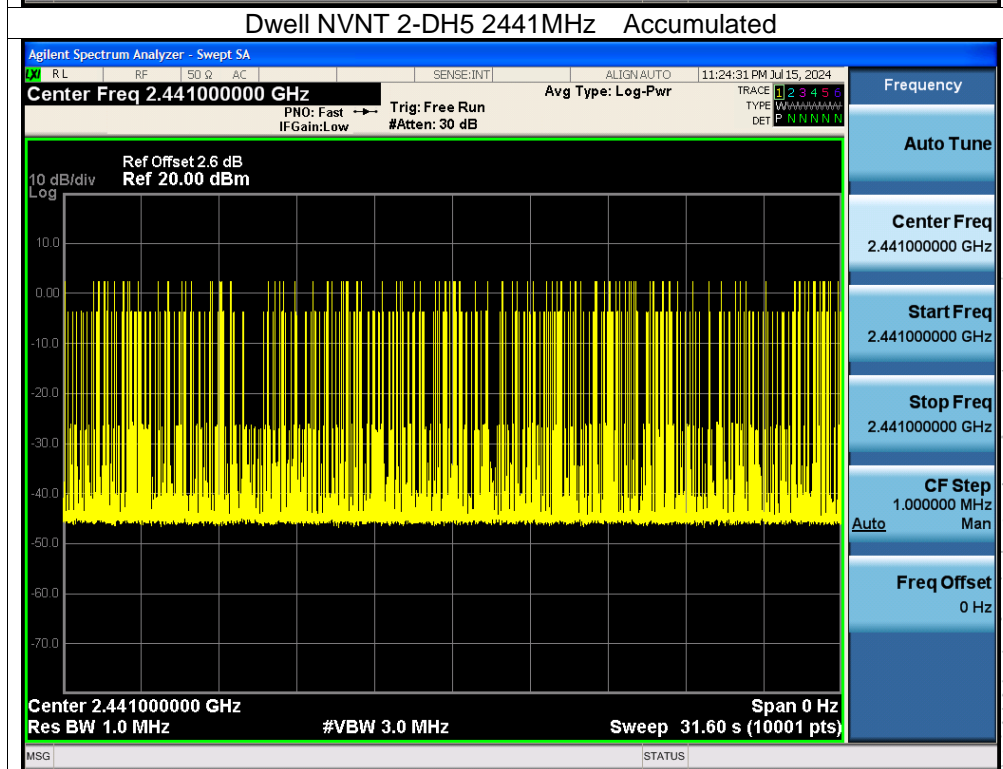 Dwell NVNT 2-DH5 2441MHz Accumulated
Agilent Spectrum Analyzer - Swept SA
LXI RL RF 50 Ω AC SENSE:INT ALIGN AUTO 11:24:31 PM Jul 15, 2024
Center Freq 2.441000000 GHz Avg Type: Log-Pwr TRACE 1 2 3 4 5 6
PNO: Fast Trig: Free Run TYPE
IFGain:Low #Atten: 30 dB DET P N N N N N
Ref Offset 2.6 dB
10 dB/div Ref 20.00 dBm
Log
10.0
0.00
-10.0
-20.0
-30.0
-40.0
-50.0
-60.0
-70.0
Center 2.441000000 GHz Span 0 Hz
Res BW 1.0 MHz #VBW 3.0 MHz Sweep 31.60 s (10001 pts)
MSG STATUS
Frequency
Auto Tune
Center Freq
2.441000000 GHz
Start Freq
2.441000000 GHz
Stop Freq
2.441000000 GHz
CF Step
1.000000 MHz
Auto Man
Freq Offset
0 Hz